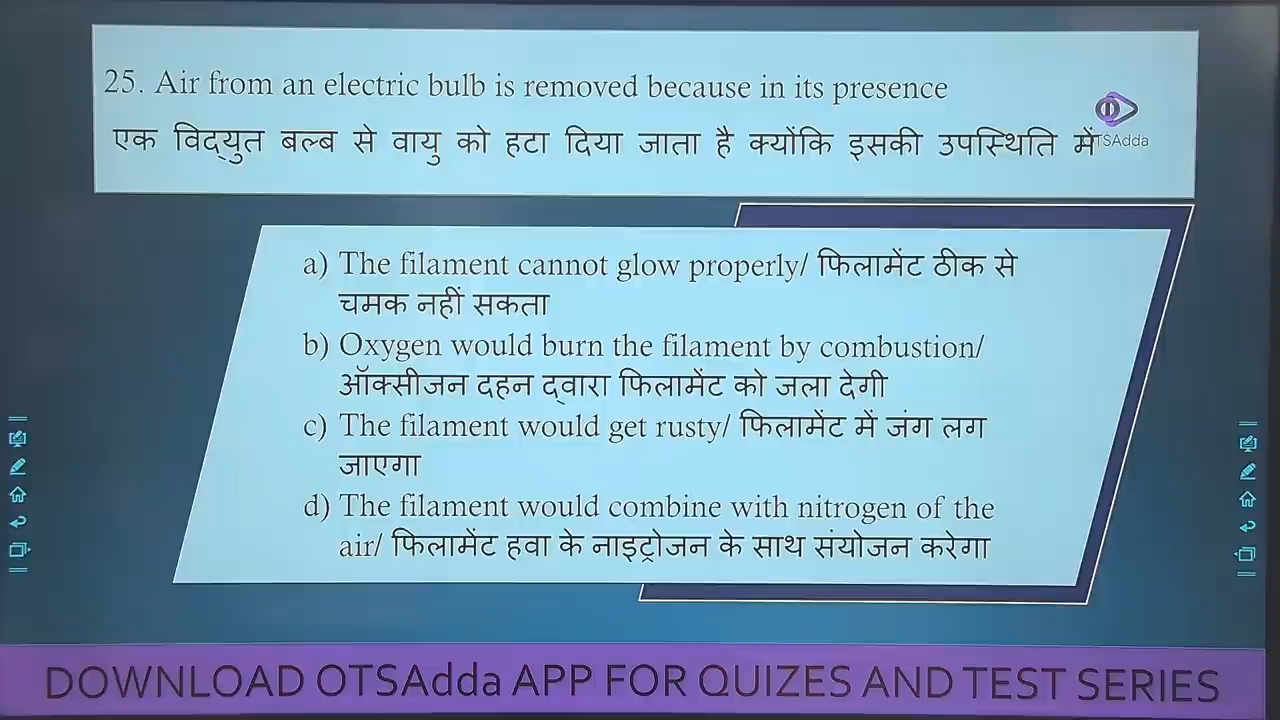 25. Air from an electric bulb is removed because in its presence
एक विद्युत बल्ब से वायु को हटा दिया जाता है क्योंकि इसकी उपस्थिति में
TSAdda
a) The filament cannot glow properly/ फिलामेंट ठीक से
चमक नहीं सकता
b) Oxygen would burn the filament by combustion/
ऑक्सीजन दहन द्वारा फिलामेंट को जला देगी
c) The filament would get rusty/ फिलामेंट में जंग लग
जाएगा
d) The filament would combine with nitrogen of the
air/ फिलामेंट हवा के नाइट्रोजन के साथ संयोजन करेगा
DOWNLOAD OTSAdda APP FOR QUIZES AND TEST SERIES